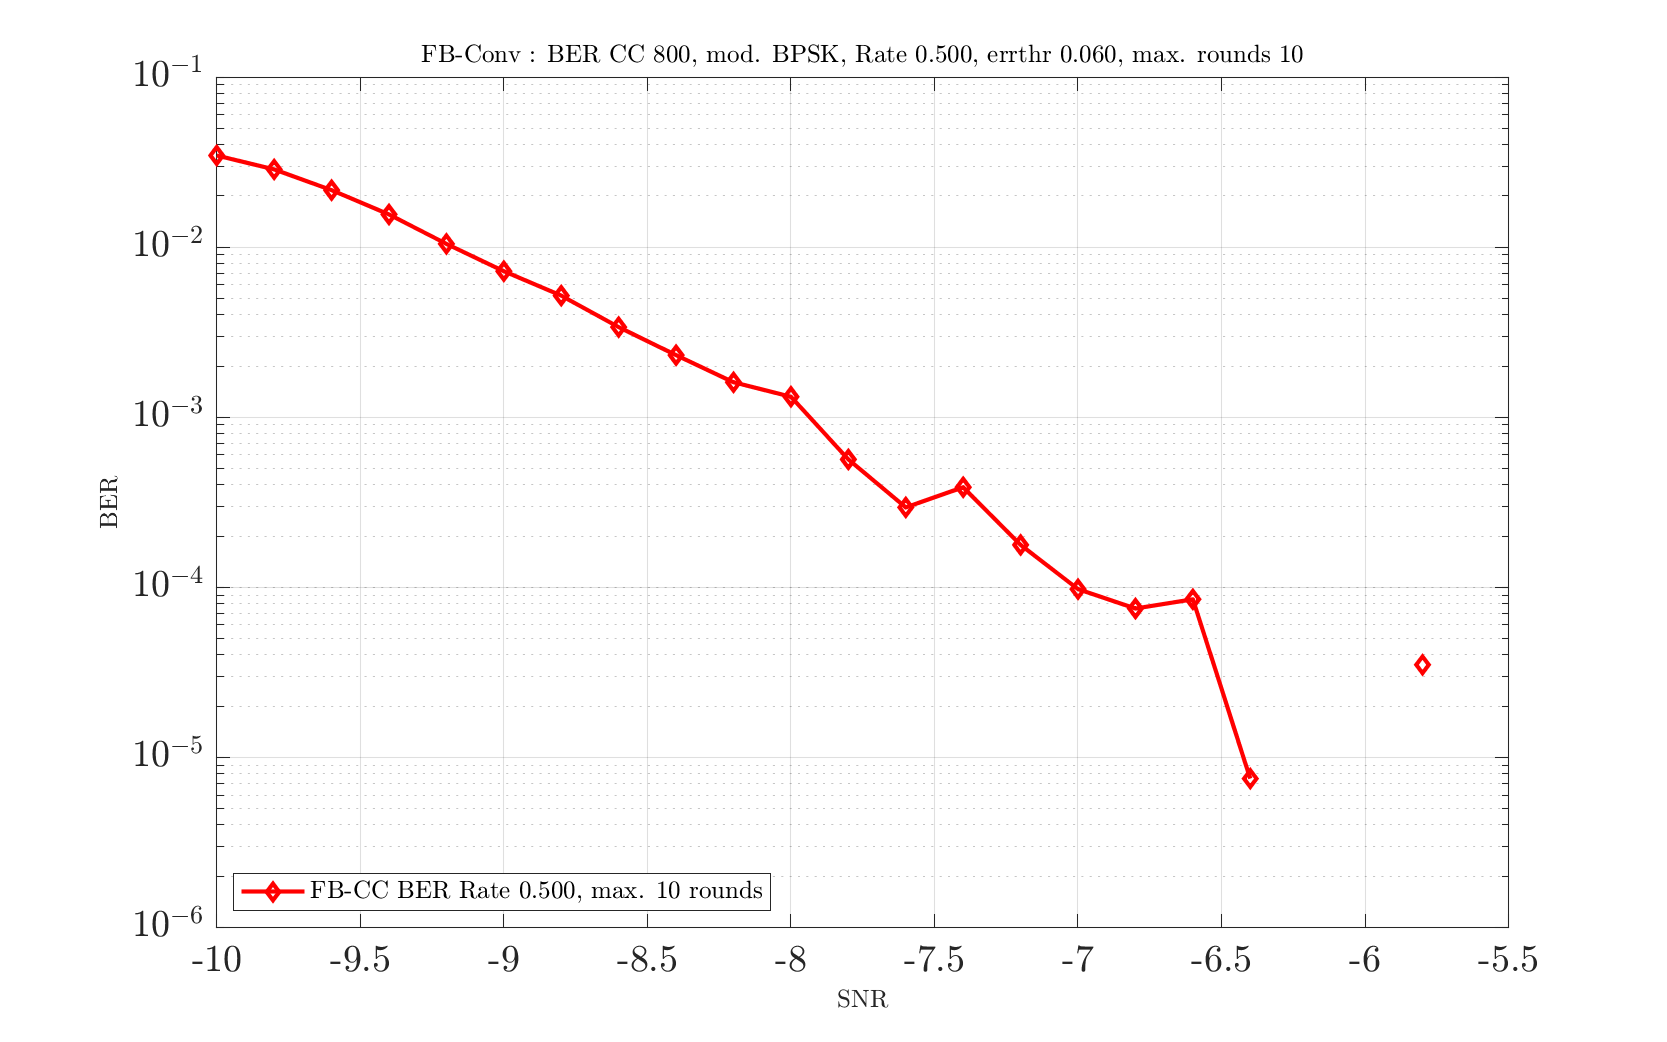 FB-Conv : BER CC 800, mod. BPSK, Rate 0.500, errthr 0.060, max. rounds 10
10⁻¹
10⁻²
10⁻³
10⁻⁴
10⁻⁵
10⁻⁶
BER
FB-CC BER Rate 0.500, max. 10 rounds
-10 -9.5 -9 -8.5 -8 -7.5 -7 -6.5 -6 -5.5
SNR